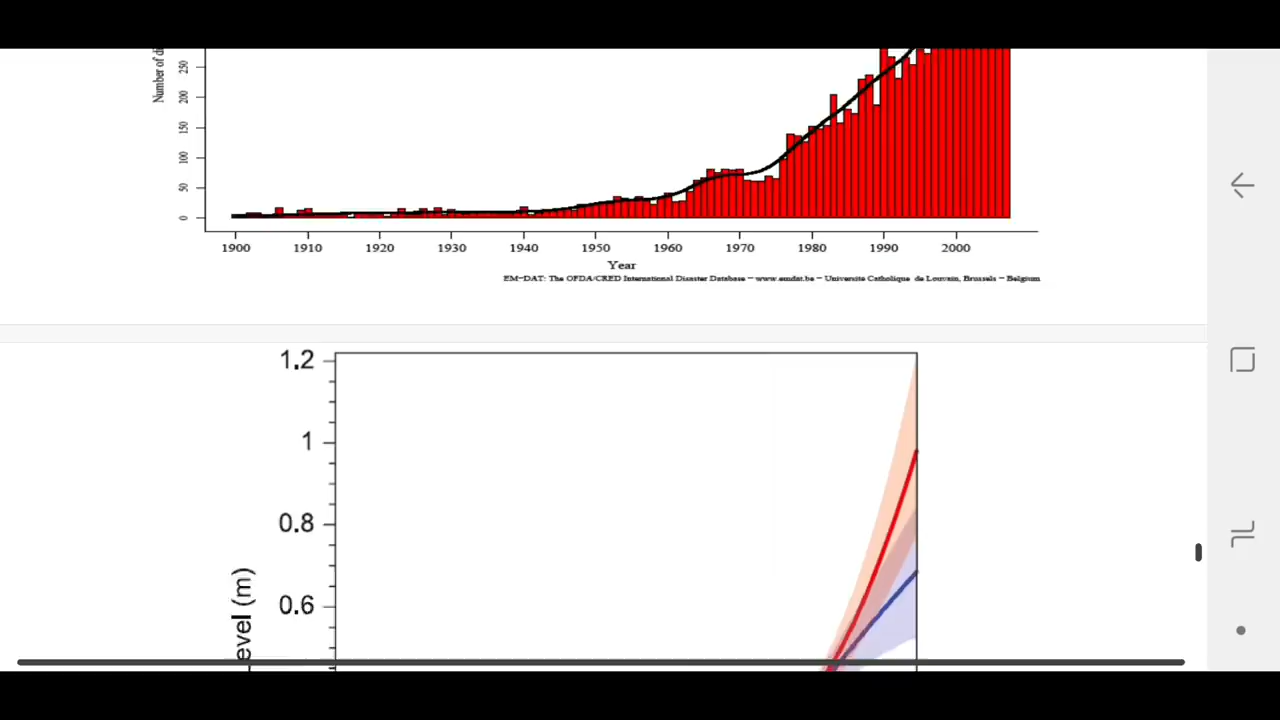 Number of di
250
200
150
100
50
0
1900 1910 1920 1930 1940 1950 1960 1970 1980 1990 2000
Year
EM-DAT: The OFDA/CRED International Disaster Database - www.emdat.be - Université Catholique de Louvain, Brussels - Belgium
1.2
1
0.8
0.6
evel (m)